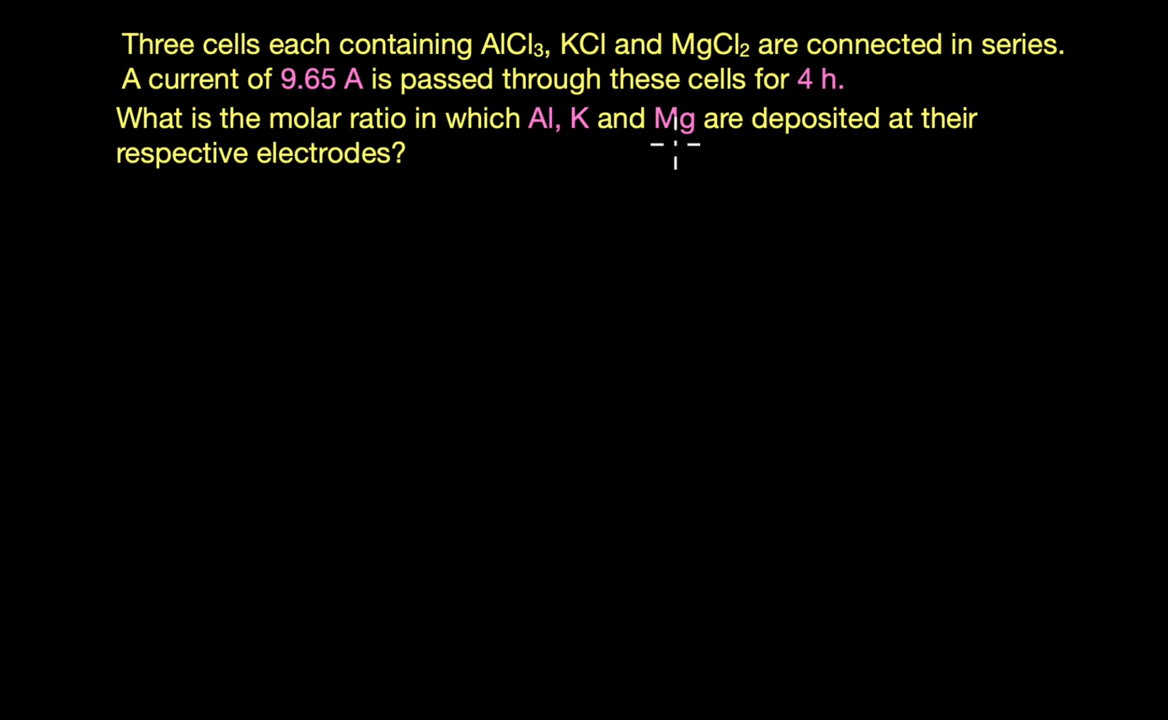 Three cells each containing AlCl₃, KCl and MgCl₂ are connected in series.
A current of 9.65 A is passed through these cells for 4 h.
What is the molar ratio in which Al, K and Mg are deposited at their
respective electrodes?